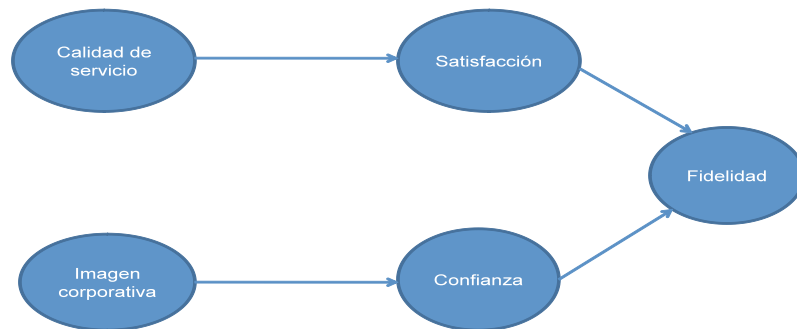 Calidad de
servicio
Satisfacción
Fidelidad
Imagen
corporativa
Confianza